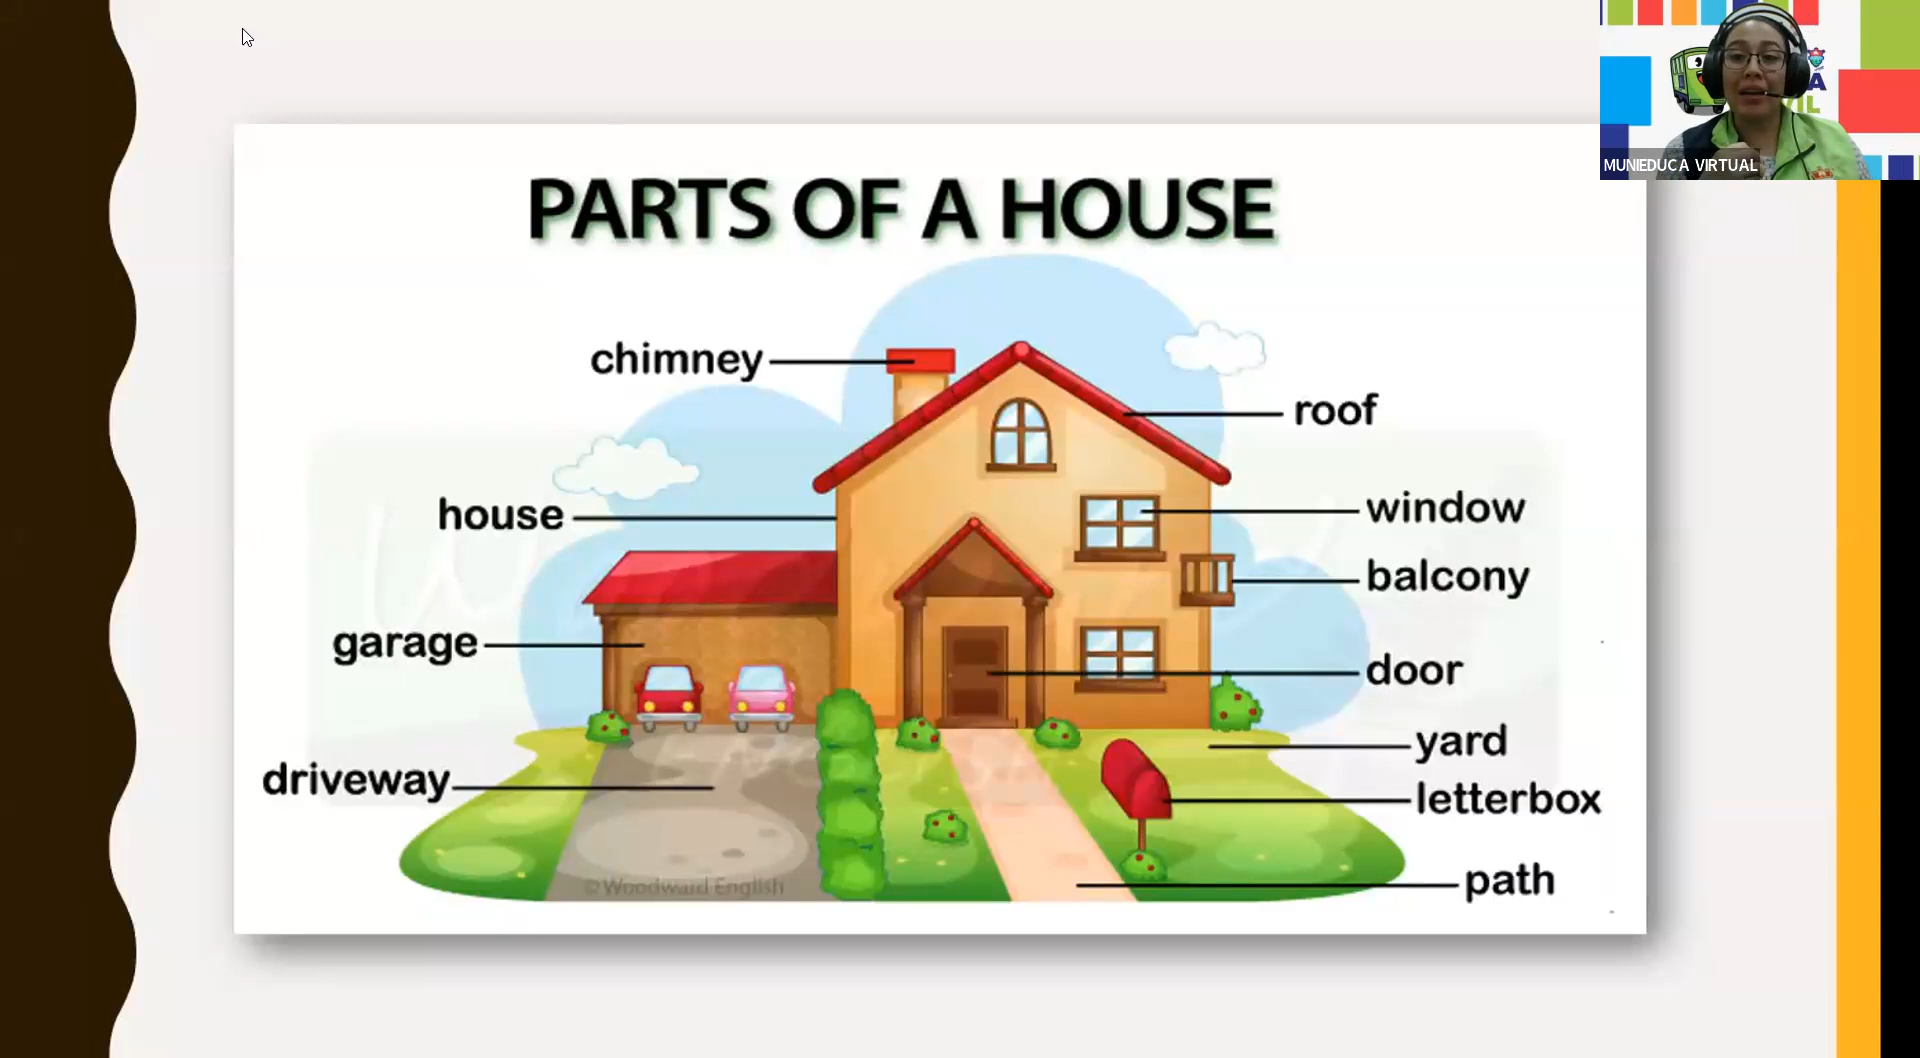 MUNIEDUCA VIRTUAL
PARTS OF A HOUSE
chimney
roof
house
window
balcony
garage
door
yard
driveway
letterbox
path
© Woodward English